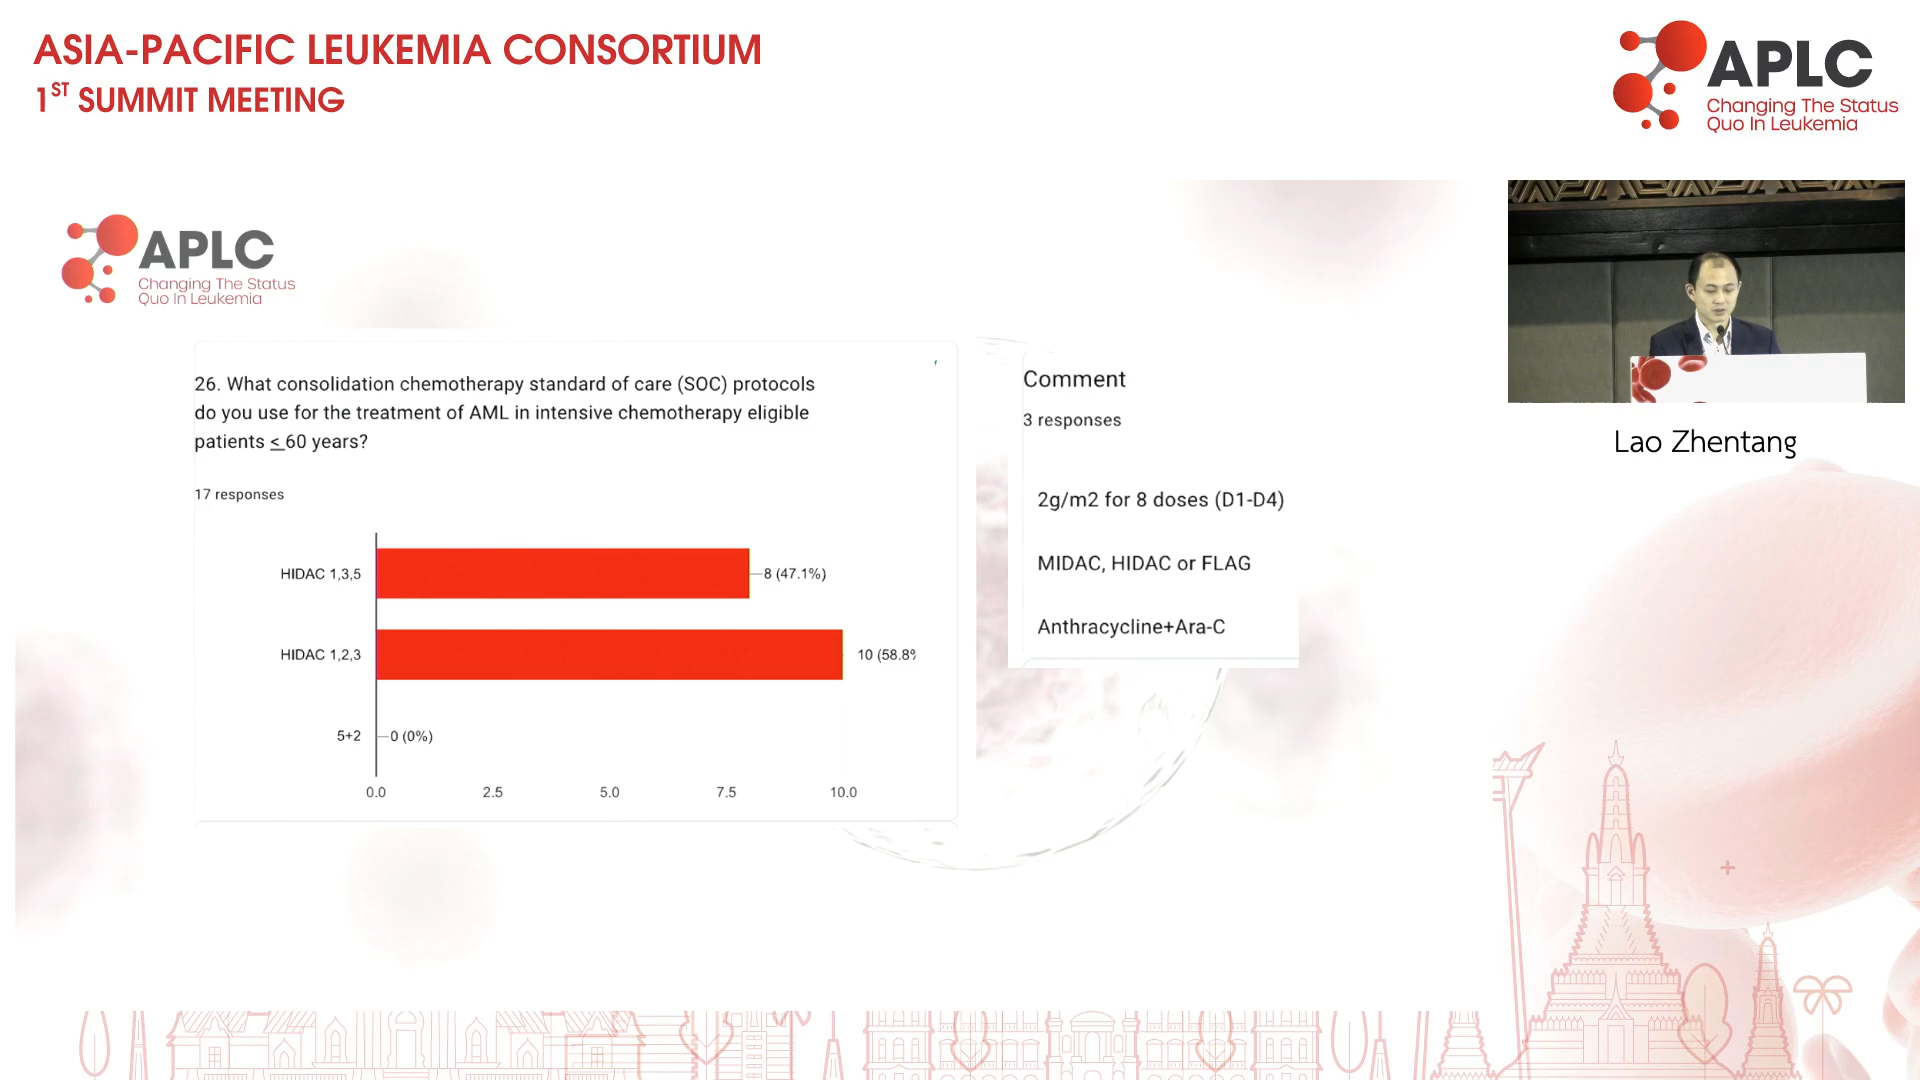 ASIA-PACIFIC LEUKEMIA CONSORTIUM
1ST SUMMIT MEETING
APLC
Changing The Status
Quo In Leukemia
APLC
Changing The Status
Quo In Leukemia
26. What consolidation chemotherapy standard of care (SOC) protocols
do you use for the treatment of AML in intensive chemotherapy eligible
patients < 60 years?
17 responses
HIDAC 1,3,5
8 (47.1%)
HIDAC 1,2,3
10 (58.8%
5+2
0 (0%)
0.0 2.5 5.0 7.5 10.0
Comment
3 responses
2g/m2 for 8 doses (D1-D4)
MIDAC, HIDAC or FLAG
Anthracycline+Ara-C
Lao Zhentang